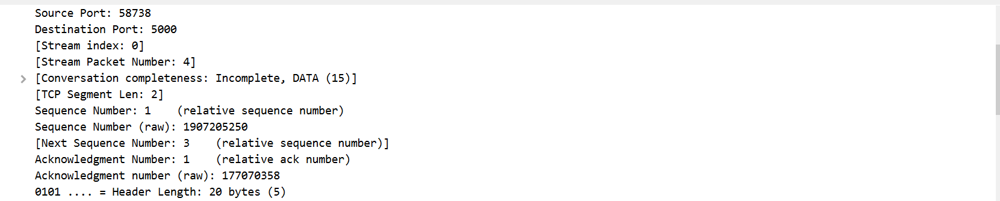 Source Port: 58738
Destination Port: 5000
[Stream index: 0]
[Stream Packet Number: 4]
[Conversation completeness: Incomplete, DATA (15)]
[TCP Segment Len: 2]
Sequence Number: 1    (relative sequence number)
Sequence Number (raw): 1907205250
[Next Sequence Number: 3    (relative sequence number)]
Acknowledgment Number: 1    (relative ack number)
Acknowledgment number (raw): 177070358
0101 .... = Header Length: 20 bytes (5)